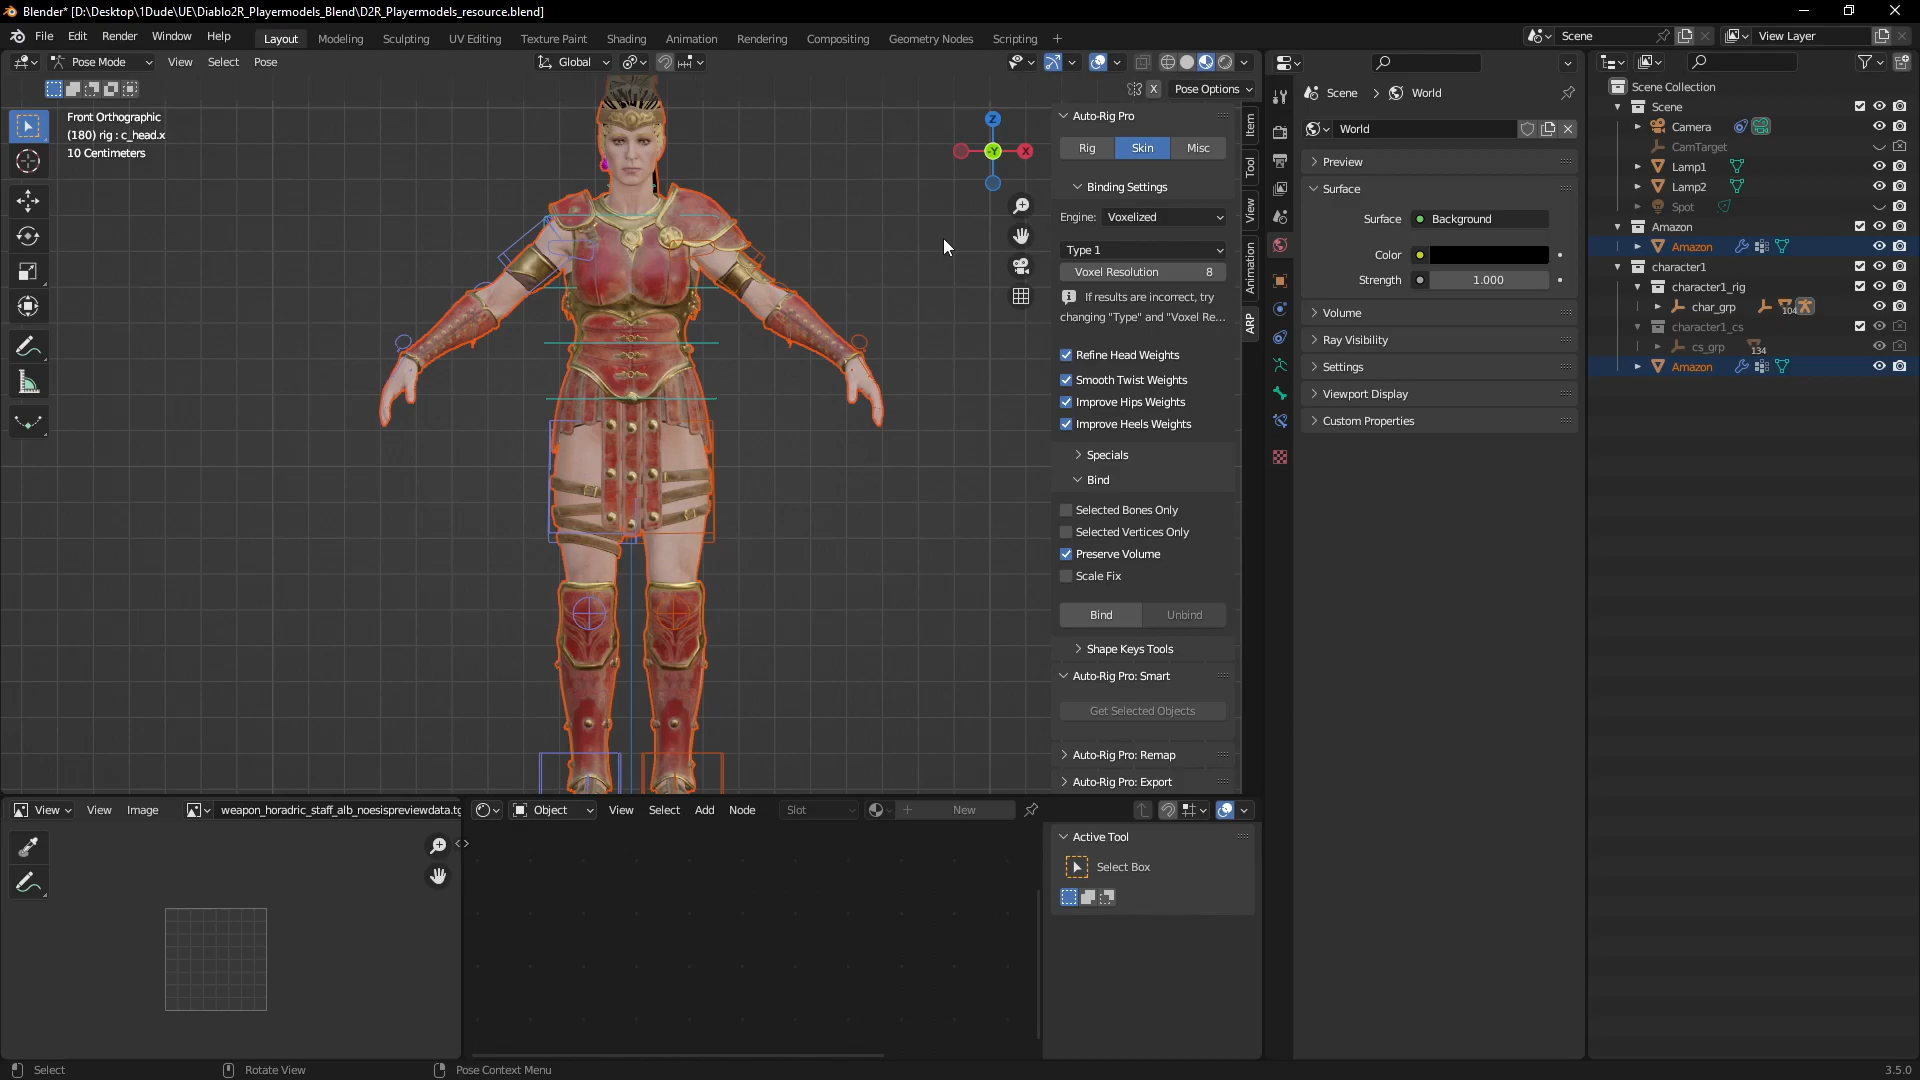 Blender* [D:\Desktop\1Dude\UE\Diablo2R_Playermodels_Blend\D2R_Playermodels_resource.blend]
File Edit Render Window Help Layout Modeling Sculpting UV Editing Texture Paint Shading Animation Rendering Compositing Geometry Nodes Scripting + Scene View Layer
Pose Mode View Select Pose Global
X Pose Options
Front Orthographic
(180) rig : c_head.x
10 Centimeters
Z
-Y
X
Auto-Rig Pro
Rig Skin Misc
Binding Settings
Engine: Voxelized
Type 1
Voxel Resolution 8
If results are incorrect, try
changing "Type" and "Voxel Re...
Refine Head Weights
Smooth Twist Weights
Improve Hips Weights
Improve Heels Weights
Specials
Bind
Selected Bones Only
Selected Vertices Only
Preserve Volume
Scale Fix
Bind Unbind
Shape Keys Tools
Auto-Rig Pro: Smart
Get Selected Objects
Auto-Rig Pro: Remap
Auto-Rig Pro: Export
Item
Tool
View
Animation
ARP
Scene > World
World
Preview
Surface
Surface Background
Color
Strength 1.000
Volume
Ray Visibility
Settings
Viewport Display
Custom Properties
Scene Collection
Scene
Camera
CamTarget
Lamp1
Lamp2
Spot
Amazon
Amazon
character1
character1_rig
char_grp 104
character1_cs
cs_grp 134
Amazon
View View Image weapon_horadric_staff_alb_noesispreviewdata.tg
Object View Select Add Node Slot New
Active Tool
Select Box
Select Rotate View Pose Context Menu 3.5.0